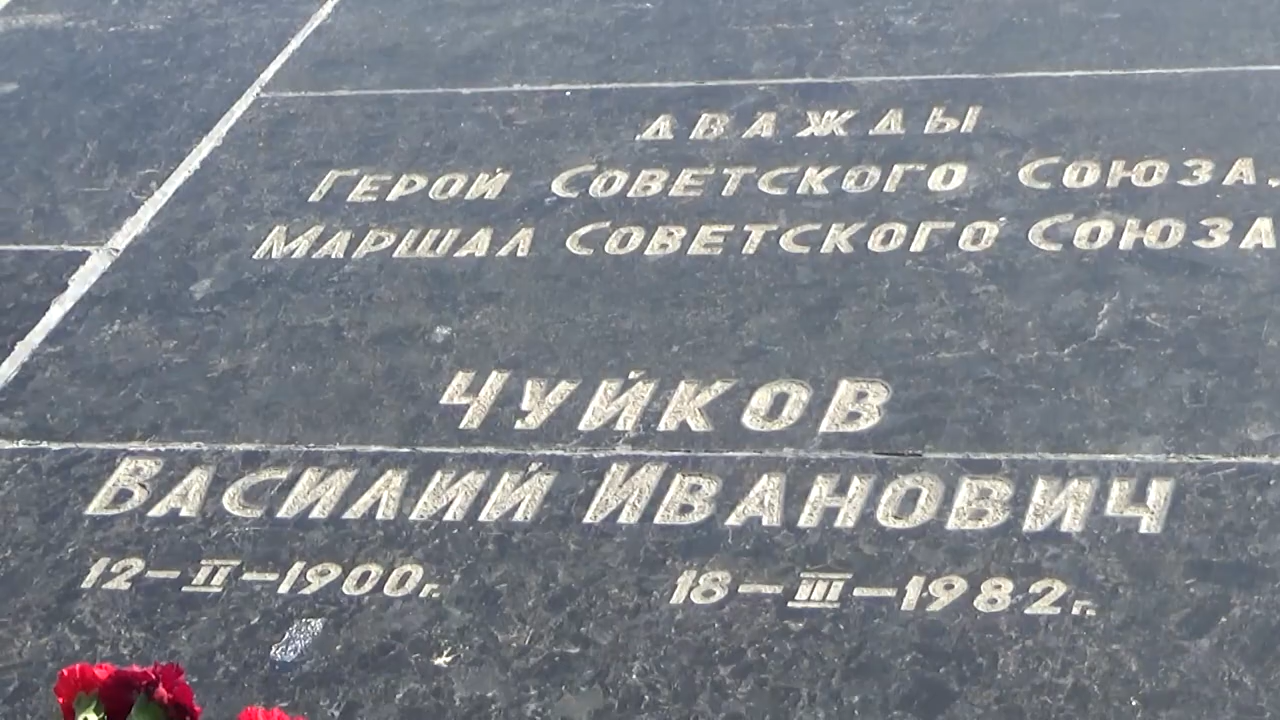 ДВАЖДЫ
ГЕРОЙ СОВЕТСКОГО СОЮЗА.
МАРШАЛ СОВЕТСКОГО СОЮЗА
ЧУЙКОВ
ВАСИЛИЙ ИВАНОВИЧ
12-II-1900г. 18-III-1982г.